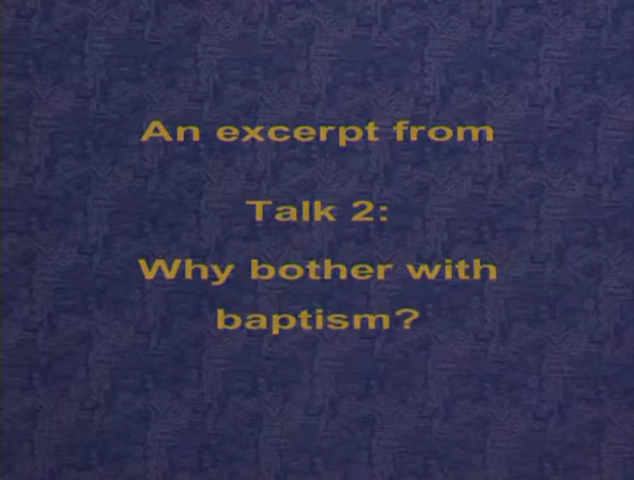 An excerpt from
Talk 2:
Why bother with
baptism?